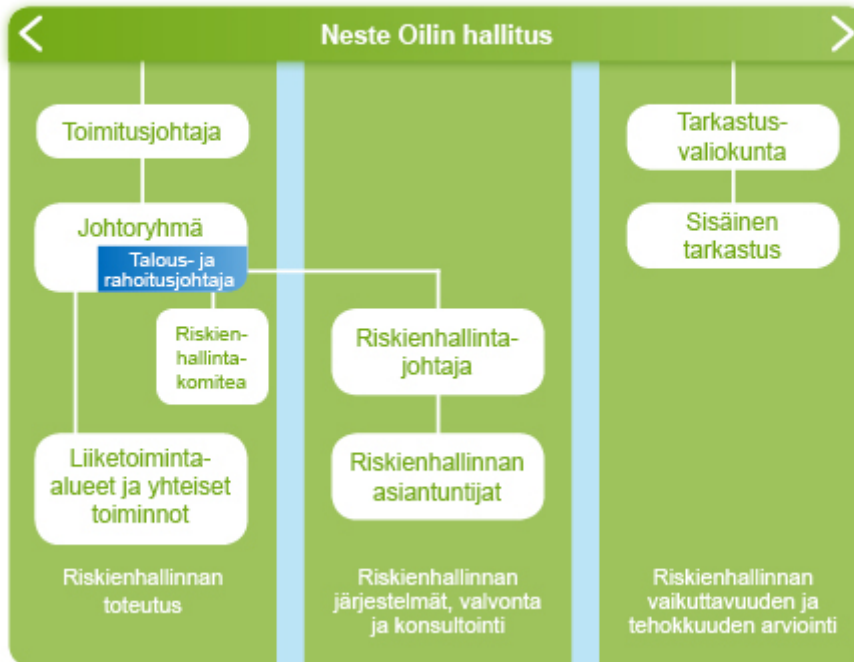 Neste Oilin hallitus
Toimitusjohtaja
Johtoryhmä
Talous- ja
rahoitusjohtaja
Riskien-
hallinta-
komitea
Liiketoiminta-
alueet ja yhteiset
toiminnot
Riskienhallinnan
toteutus
Riskienhallinta-
johtaja
Riskienhallinnan
asiantuntijat
Riskienhallinnan
järjestelmät, valvonta
ja konsultointi
Tarkastus-
valiokunta
Sisäinen
tarkastus
Riskienhallinnan
vaikuttavuuden ja
tehokkuuden arviointi